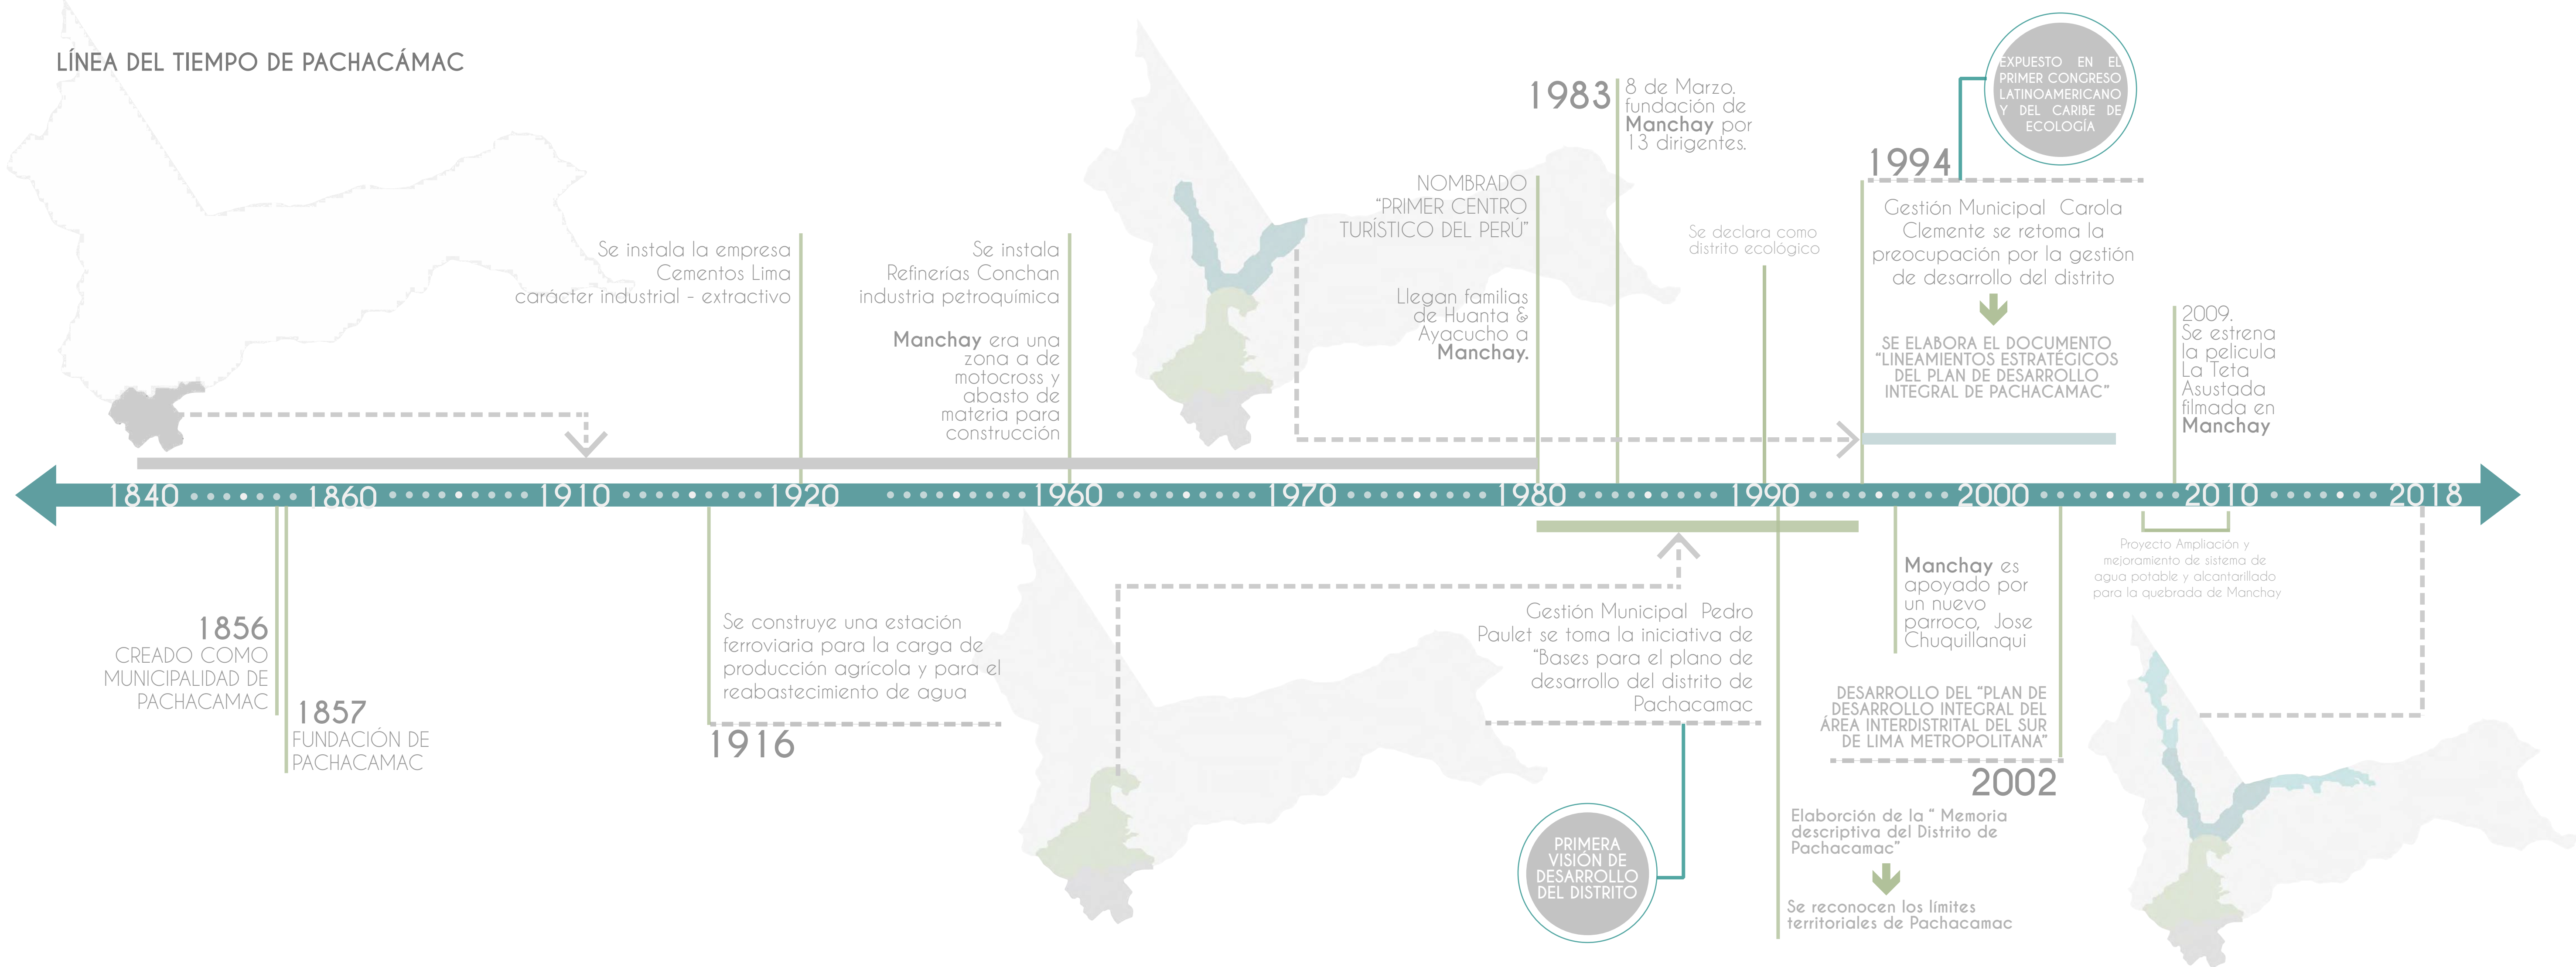 LÍNEA DEL TIEMPO DE PACHACÁMAC
Se instala la empresa
Cementos Lima
carácter industrial - extractivo
Se instala
Refinerías Conchan
industria petroquímica
Manchay era una
zona a de
motocross y
abasto de
materia para
construcción
NOMBRADO
“PRIMER CENTRO
TURÍSTICO DEL PERÚ”
Llegan familias
de Huanta &
Ayacucho a
Manchay.
1983
8 de Marzo.
fundación de
Manchay por
13 dirigentes.
Se declara como
distrito ecológico
EXPUESTO EN EL
PRIMER CONGRESO
LATINOAMERICANO
Y DEL CARIBE DE
ECOLOGÍA
1994
Gestión Municipal Carola
Clemente se retoma la
preocupación por la gestión
de desarrollo del distrito
SE ELABORA EL DOCUMENTO
“LINEAMIENTOS ESTRATÉGICOS
DEL PLAN DE DESARROLLO
INTEGRAL DE PACHACAMAC”
2009.
Se estrena
la pelicula
La Teta
Asustada
filmada en
Manchay
1840 1860 1910 1920 1960 1970 1980 1990 2000 2010 2018
1856
CREADO COMO
MUNICIPALIDAD DE
PACHACAMAC
1857
FUNDACIÓN DE
PACHACAMAC
Se construye una estación
ferroviaria para la carga de
producción agrícola y para el
reabastecimiento de agua
1916
Gestión Municipal Pedro
Paulet se toma la iniciativa de
“Bases para el plano de
desarrollo del distrito de
Pachacamac
PRIMERA
VISIÓN DE
DESARROLLO
DEL DISTRITO
Manchay es
apoyado por
un nuevo
parroco, Jose
Chuquillanqui
DESARROLLO DEL “PLAN DE
DESARROLLO INTEGRAL DEL
ÁREA INTERDISTRITAL DEL SUR
DE LIMA METROPOLITANA”
2002
Elaborción de la “ Memoria
descriptiva del Distrito de
Pachacamac”
Se reconocen los límites
territoriales de Pachacamac
Proyecto Ampliación y
mejoramiento de sistema de
agua potable y alcantarillado
para la quebrada de Manchay